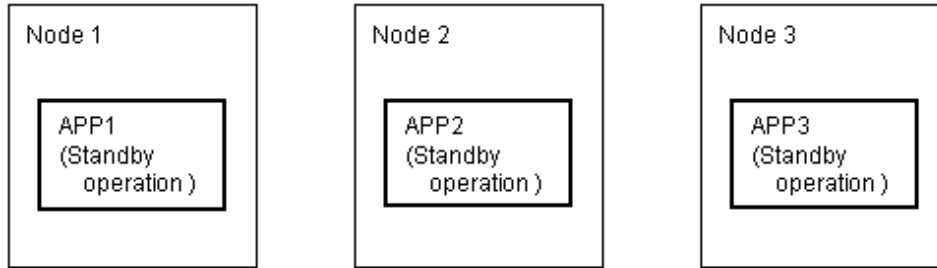 Node 1
APP1
(Standby
operation )
Node 2
APP2
(Standby
operation )
Node 3
APP3
(Standby
operation )